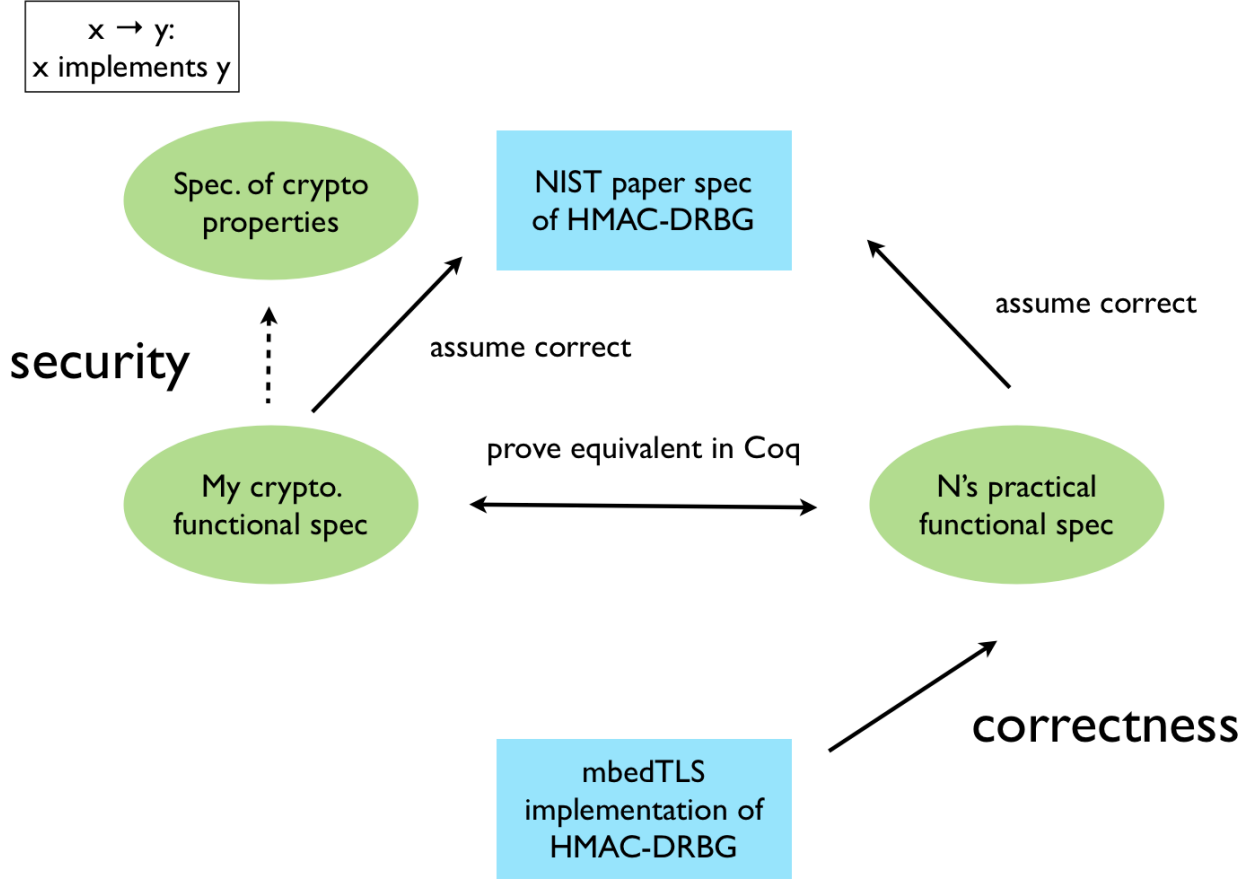 x → y:
x implements y
Spec. of crypto
properties
NIST paper spec
of HMAC-DRBG
assume correct
security
assume correct
prove equivalent in Coq
My crypto.
functional spec
N's practical
functional spec
correctness
mbedTLS
implementation of
HMAC-DRBG